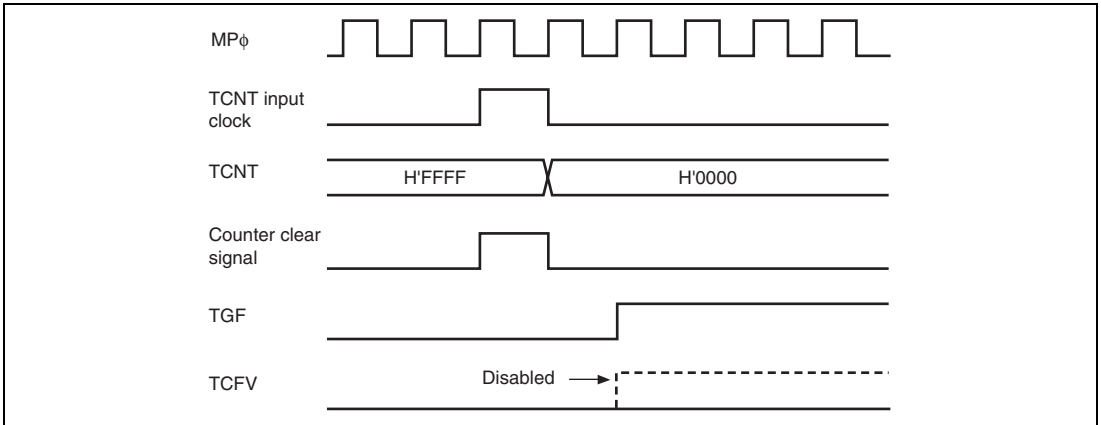 MPϕ
TCNT input
clock
TCNT
H'FFFF
H'0000
Counter clear
signal
TGF
TCFV
Disabled